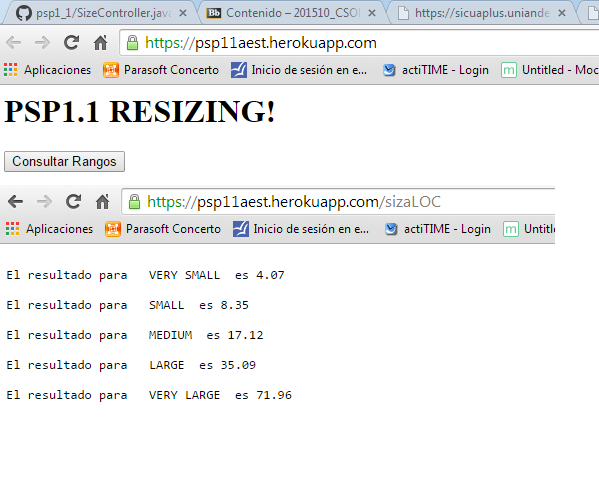 psp1_1/SizeController.java
Contenido – 201510_CSO
https://sicuaplus.uniande
https://psp11aest.herokuapp.com
Aplicaciones
Parasoft Concerto
Inicio de sesión en e...
actiTIME - Login
Untitled - Moc
PSP1.1 RESIZING!
Consultar Rangos
https://psp11aest.herokuapp.com/sizaLOC
Aplicaciones
Parasoft Concerto
Inicio de sesión en e...
actiTIME - Login
Untitl
El resultado para VERY SMALL es 4.07
El resultado para SMALL es 8.35
El resultado para MEDIUM es 17.12
El resultado para LARGE es 35.09
El resultado para VERY LARGE es 71.96